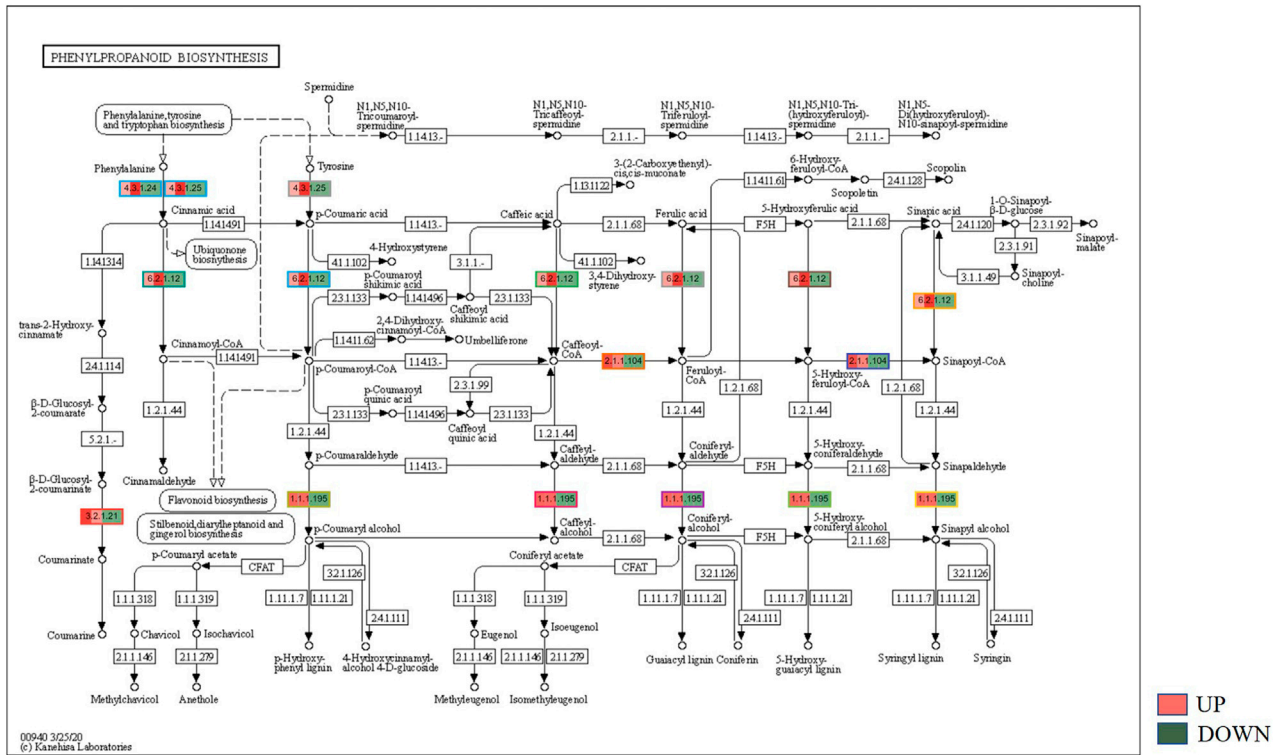 PHENYLPROPANOID BIOSYNTHESIS
Spermidine
Phenylalanine, tyrosine
and tryptophan biosynthesis
N1,N5,N10-
Tricoumaroyl-
spermidine
1.14.13.-
N1,N5,N10-
Tricaffeoyl-
spermidine
2.1.1.-
N1,N5,N10-
Triferuloyl-
spermidine
1.14.13.-
N1,N5,N10-Tri-
(hydroxyferuloyl)-
spermidine
2.1.1.-
N1,N5-
Di(hydroxyferuloyl)-
N10-sinapoyl-spermidine
Phenylalanine
Tyrosine
4.3.1.24
4.3.1.25
4.3.1.25
1.13.11.22
3-(2-Carboxyethenyl)-
cis,cis-muconate
1.14.11.61
6-Hydroxy-
feruloyl-CoA
Scopoletin
2.4.1.128
Scopolin
Cinnamic acid
1.14.14.91
p-Coumaric acid
1.14.13.-
Caffeic acid
2.1.1.68
Ferulic acid
F5H
5-Hydroxyferulic acid
2.1.1.68
Sinapic acid
2.4.1.120
1-O-Sinapoyl-
β-D-glucose
2.3.1.92
Sinapoyl-
malate
2.3.1.91
3.1.1.49
Sinapoyl-
choline
Ubiquonone
biosnythesis
1.14.13.14
4.1.1.102
4-Hydroxystyrene
3.1.1.-
4.1.1.102
3,4-Dihydroxy-
styrene
6.2.1.12
6.2.1.12
6.2.1.12
6.2.1.12
6.2.1.12
6.2.1.12
p-Coumaroyl
shikimic acid
2.3.1.133
1.14.14.96
Caffeoyl
shikimic acid
2.3.1.133
trans-2-Hydroxy-
cinnamate
2,4-Dihydroxy-
cinnamoyl-CoA
1.14.11.62
Umbelliferone
Cinnamoyl-CoA
1.14.14.91
p-Coumaroyl-CoA
1.14.13.-
Caffeoyl-
CoA
2.1.1.104
Feruloyl-
CoA
5-Hydroxy-
feruloyl-CoA
2.1.1.104
Sinapoyl-CoA
2.4.1.114
2.3.1.99
1.2.1.68
1.2.1.68
p-Coumaroyl
quinic acid
2.3.1.133
1.14.14.96
Caffeoyl
quinic acid
2.3.1.133
β-D-Glucosyl-
2-coumarate
1.2.1.44
1.2.1.44
1.2.1.44
1.2.1.44
1.2.1.44
1.2.1.44
5.2.1.-
p-Coumaraldehyde
1.14.13.-
Caffeyl-
aldehyde
2.1.1.68
Coniferyl-
aldehyde
F5H
5-Hydroxy-
coniferaldehyde
2.1.1.68
Sinapaldehyde
β-D-Glucosyl-
2-coumarinate
Cinnamaldehyde
Flavonoid biosynthesis
1.1.1.195
1.1.1.195
1.1.1.195
1.1.1.195
1.1.1.195
3.2.1.21
Stilbenoid,diarylheptanoid and
gingerol biosynthesis
p-Coumaryl alcohol
Caffeyl-
alcohol
2.1.1.68
Coniferyl-
alcohol
F5H
5-Hydroxy-
coniferyl alcohol
2.1.1.68
Sinapyl alcohol
Coumarinate
p-Coumaryl acetate
CFAT
Coniferyl acetate
CFAT
3.2.1.126
3.2.1.126
3.2.1.126
1.1.1.318
1.1.1.319
1.11.1.7
1.11.1.21
2.4.1.111
1.1.1.318
1.1.1.319
1.11.1.7
1.11.1.21
2.4.1.111
1.11.1.7
1.11.1.21
1.11.1.7
1.11.1.21
2.4.1.111
Coumarine
Chavicol
Isochavicol
Eugenol
Isoeugenol
2.1.1.146
2.1.1.279
p-Hydroxy-
phenyl lignin
4-Hydroxycinnamyl-
alcohol 4-D-glucoside
2.1.1.146
2.1.1.146
2.1.1.279
Guaiacyl lignin
Coniferin
5-Hydroxy-
guaiacyl lignin
Syringyl lignin
Syringin
Methylchavicol
Anethole
Methyleugenol
Isomethyleugenol
UP
DOWN
00940 3/25/20
(c) Kanehisa Laboratories